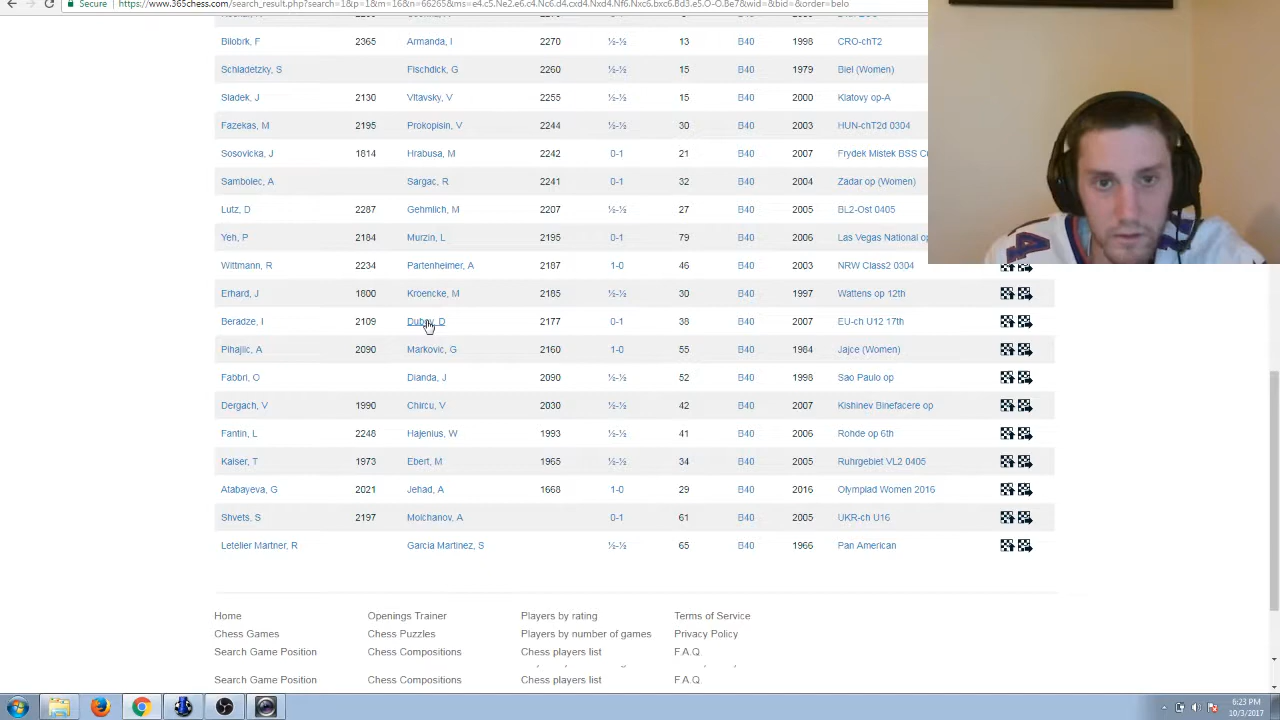 Secure https://www.365chess.com/search_result.php?search=1&p=1&m=16&n=66265&ms=e4.c5.Ne2.e6.c4.Nc6.d4.cxd4.Nxd4.Nf6.Nxc6.bxc6.Bd3.e5.O-O.Be7&wid=&bid=&order=belo
Bilobrk, F 2365 Armanda, I 2270 ½-½ 13 B40 1998 CRO-chT2
Schladetzky, S Fischdick, G 2260 ½-½ 15 B40 1979 Biel (Women)
Sladek, J 2130 Vitavsky, V 2255 ½-½ 15 B40 2000 Klatovy op-A
Fazekas, M 2195 Prokopisin, V 2244 ½-½ 30 B40 2003 HUN-chT2d 0304
Sosovicka, J 1814 Hrabusa, M 2242 0-1 21 B40 2007 Frydek Mistek BSS
Sambolec, A Sargac, R 2241 0-1 32 B40 2004 Zadar op (Women)
Lutz, D 2287 Gehmlich, M 2207 ½-½ 27 B40 2005 BL2-Ost 0405
Yeh, P 2184 Murzin, L 2195 0-1 79 B40 2006 Las Vegas National op
Wittmann, R 2234 Partenheimer, A 2187 1-0 46 B40 2003 NRW Class2 0304
Erhard, J 1800 Kroencke, M 2185 ½-½ 30 B40 1997 Wattens op 12th
Beradze, I 2109 Dubov, D 2177 0-1 38 B40 2007 EU-ch U12 17th
Pihajlic, A 2090 Markovic, G 2160 1-0 55 B40 1984 Jajce (Women)
Fabbri, O Dianda, J 2090 ½-½ 52 B40 1998 Sao Paulo op
Dergach, V 1990 Chircu, V 2030 ½-½ 42 B40 2007 Kishinev Binefacere op
Fantin, L 2248 Hajenius, W 1993 ½-½ 41 B40 2006 Rohde op 6th
Kaiser, T 1973 Ebert, M 1965 ½-½ 34 B40 2005 Ruhrgebiet VL2 0405
Atabayeva, G 2021 Jehad, A 1668 1-0 29 B40 2016 Olympiad Women 2016
Shvets, S 2197 Molchanov, A 0-1 61 B40 2005 UKR-ch U16
Letelier Martner, R Garcia Martinez, S ½-½ 65 B40 1966 Pan American
Home Openings Trainer Players by rating Terms of Service
Chess Games Chess Puzzles Players by number of games Privacy Policy
Search Game Position Chess Compositions Chess players list F.A.Q.
Search Game Position Chess Compositions Chess players list F.A.Q.
6:23 PM
10/3/2017